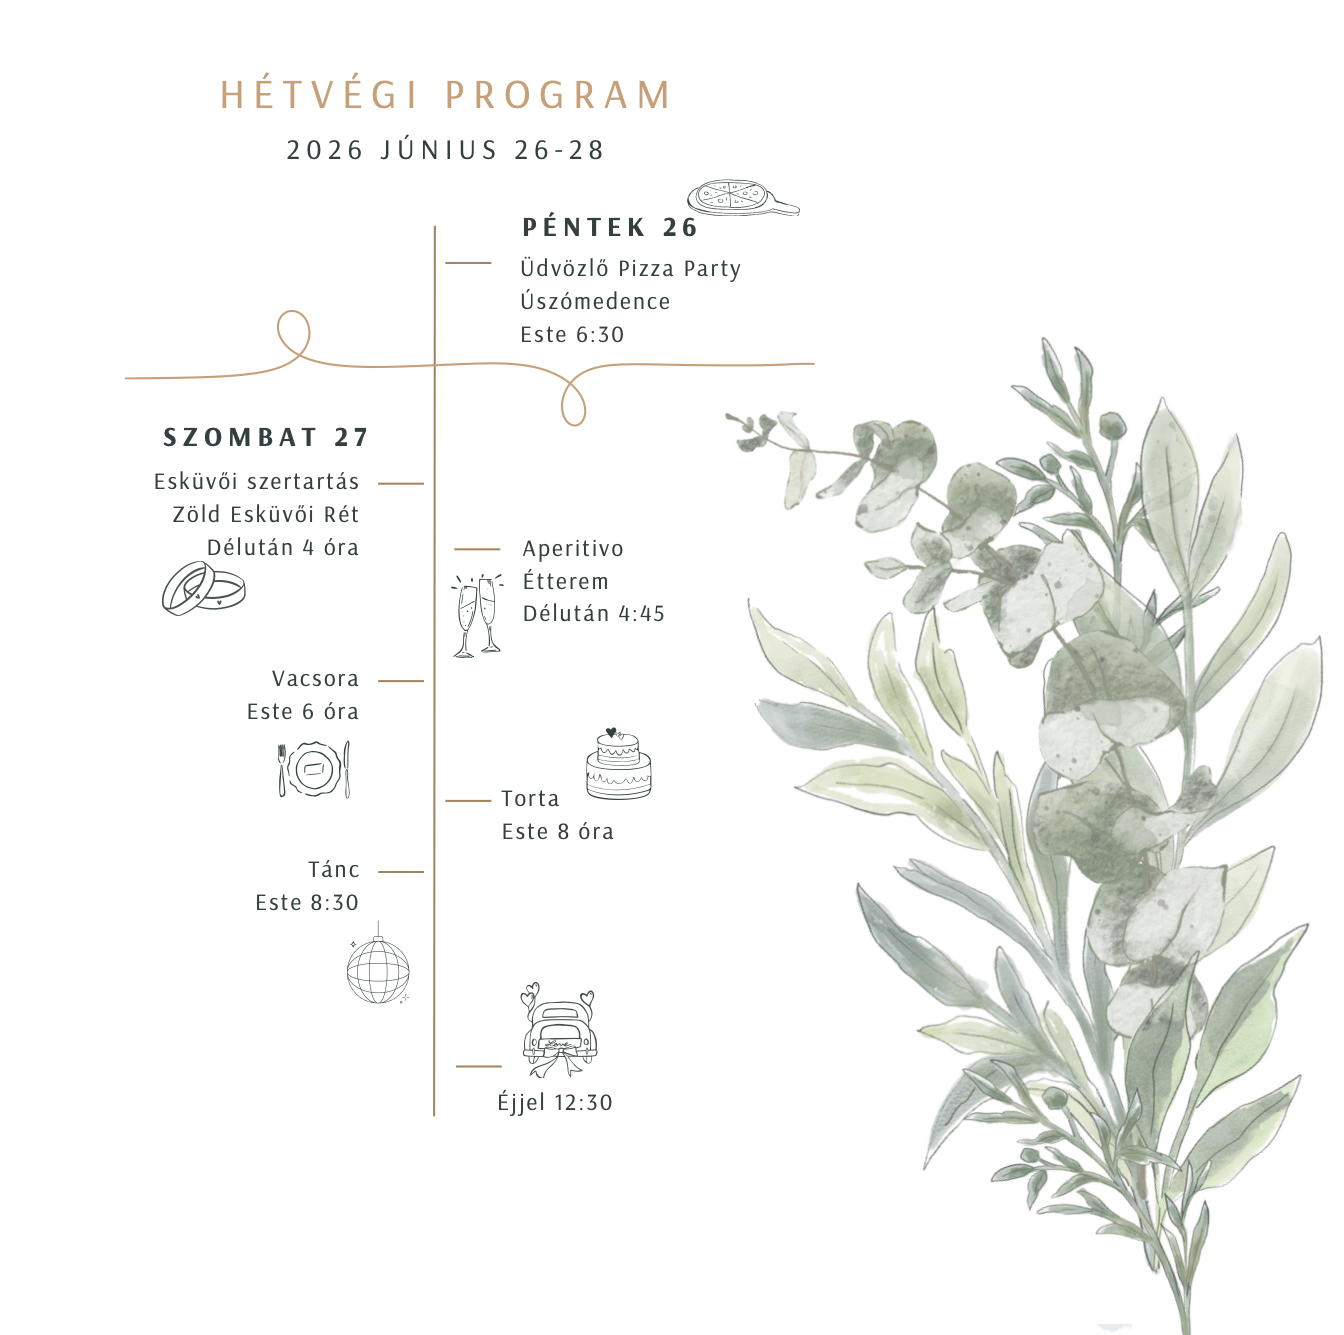 HÉTVÉGI PROGRAM
2026 JÚNIUS 26-28
PÉNTEK 26
Üdvözlő Pizza Party
Úszómedence
Este 6:30
SZOMBAT 27
Esküvői szertartás
Zöld Esküvői Rét
Délután 4 óra
Aperitivo
Étterem
Délután 4:45
Vacsora
Este 6 óra
Torta
Este 8 óra
Tánc
Este 8:30
Love
Éjjel 12:30